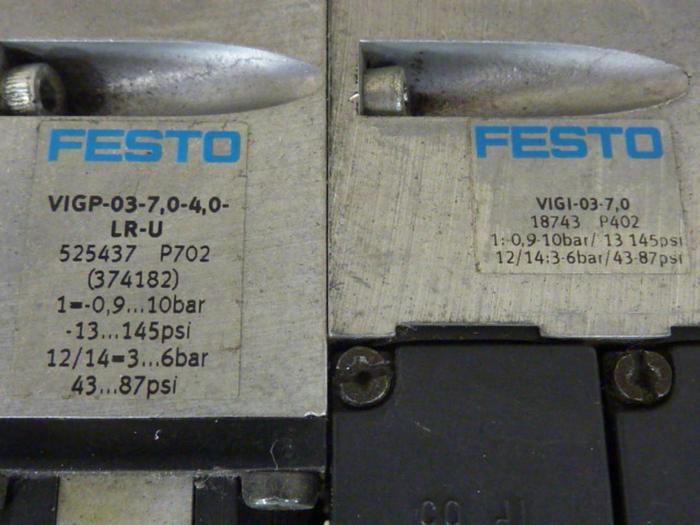 FESTO
VIGP-03-7,0-4,0-
LR-U
525437 P702
(374182)
1=-0,9...10bar
-13...145psi
12/14=3...6bar
43...87psi
FESTO
VIGI-03-7,0
18743 P402
1:-0,9-10bar/ 13 145psi
12/14:3-6bar/43-87psi